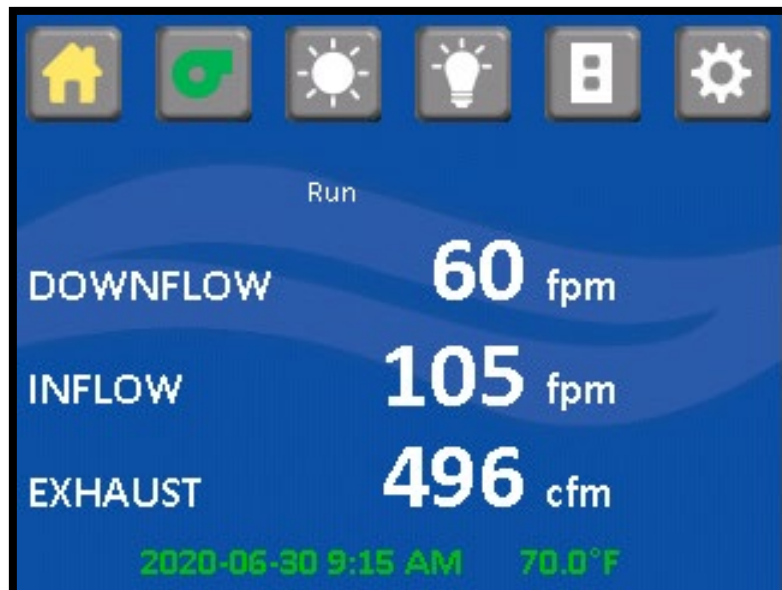 Run
DOWNFLOW 60 fpm
INFLOW 105 fpm
EXHAUST 496 cfm
2020-06-30 9:15 AM 70.0°F